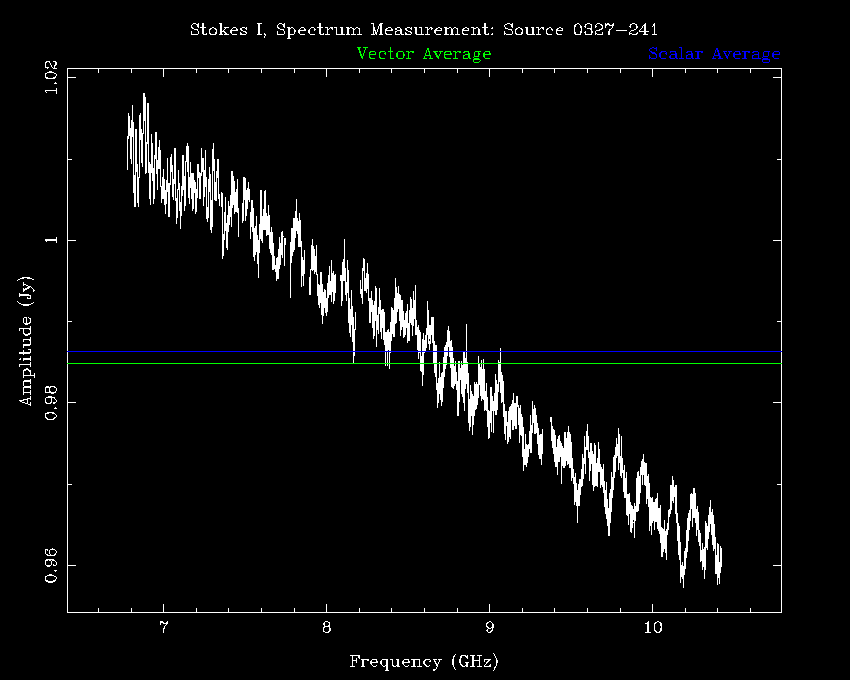 Stokes I, Spectrum Measurement: Source 0327-241
Vector Average Scalar Average
1.02
1
0.98
0.96
Amplitude (Jy)
7 8 9 10
Frequency (GHz)